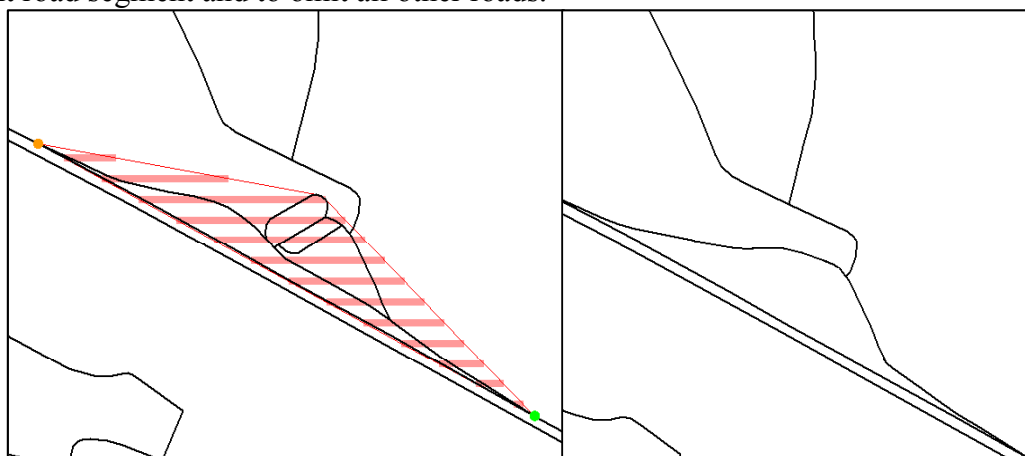 road segment and to omit all other roads.